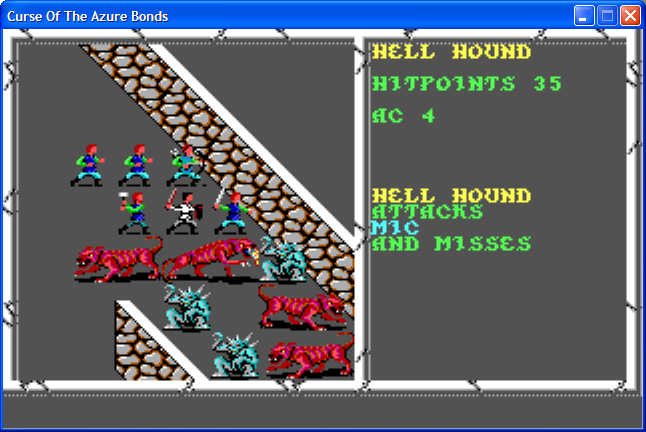 Curse Of The Azure Bonds
HELL HOUND
HITPOINTS 35
AC 4
HELL HOUND
ATTACKS
MIC
AND MISSES